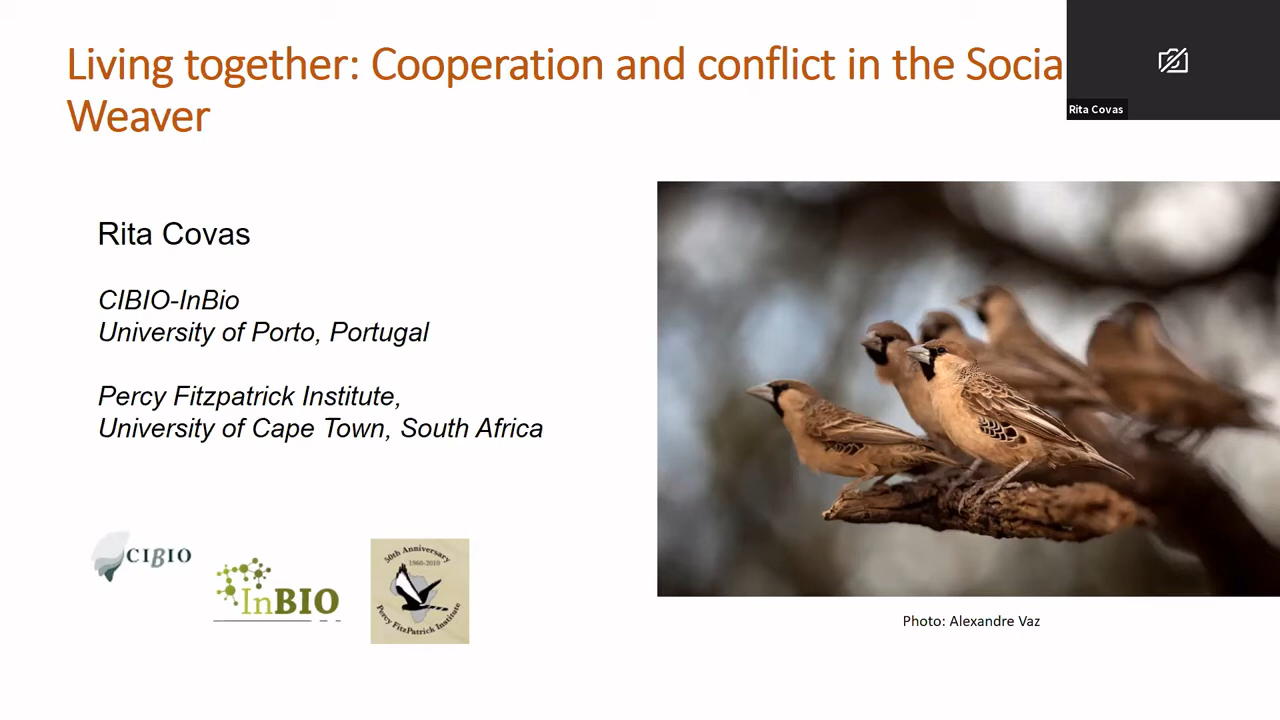 Living together: Cooperation and conflict in the Socia
Weaver
Rita Covas
Rita Covas
CIBIO-InBio
University of Porto, Portugal
Percy Fitzpatrick Institute,
University of Cape Town, South Africa
CIBIO
InBIO
50th Anniversary
1960-2010
Percy FitzPatrick Institute
Photo: Alexandre Vaz